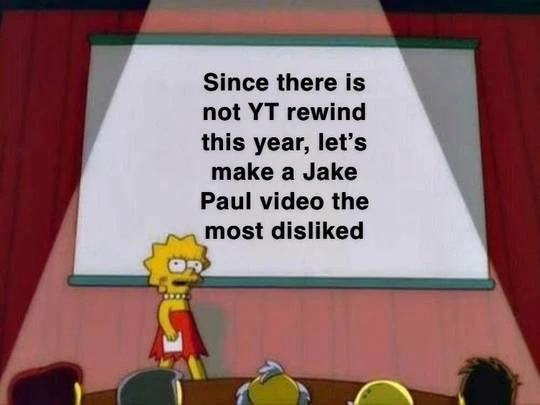 Since there is
not YT rewind
this year, let's
make a Jake
Paul video the
most disliked